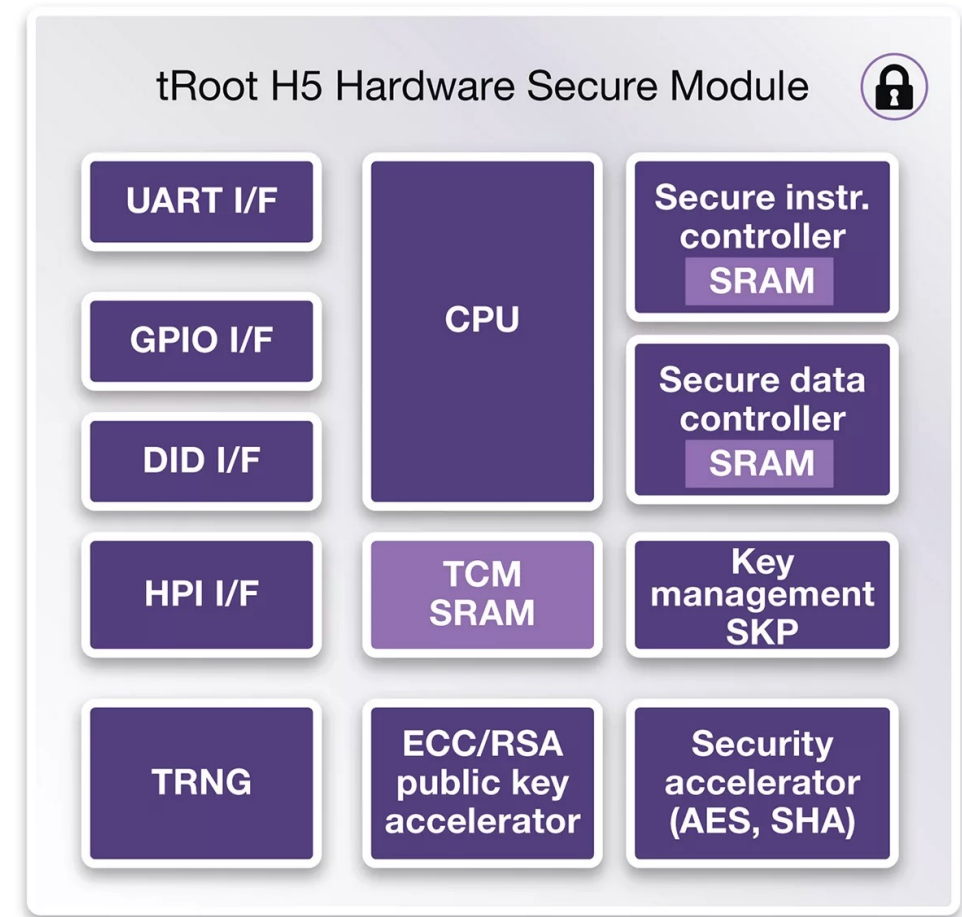 tRoot H5 Hardware Secure Module
UART I/F
GPIO I/F
DID I/F
HPI I/F
TRNG
CPU
TCM
SRAM
ECC/RSA
public key
accelerator
Secure instr.
controller
SRAM
Secure data
controller
SRAM
Key
management
SKP
Security
accelerator
(AES, SHA)